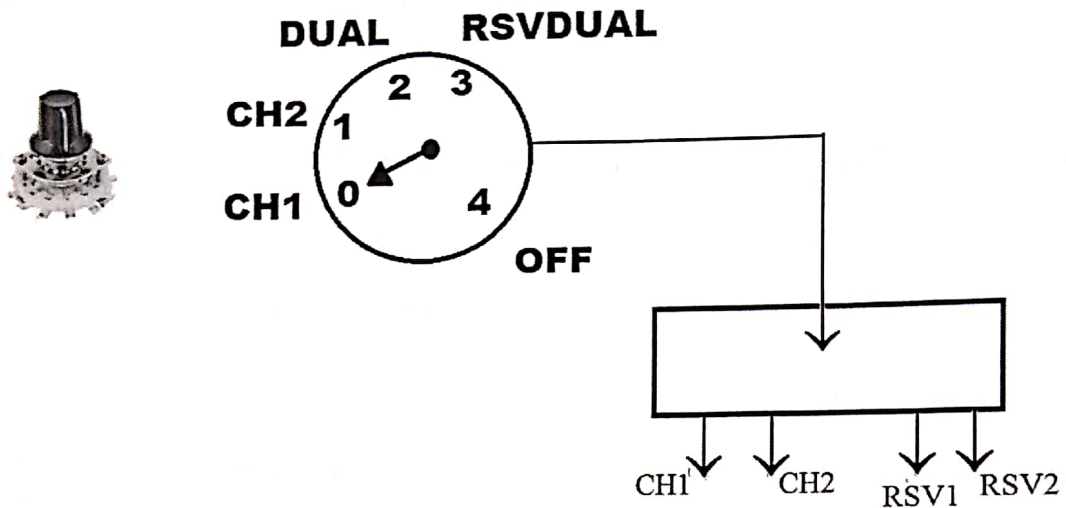 DUAL RSVDUAL
2 3
CH2 1
CH1 0 4
OFF
CH1 CH2 RSV1 RSV2